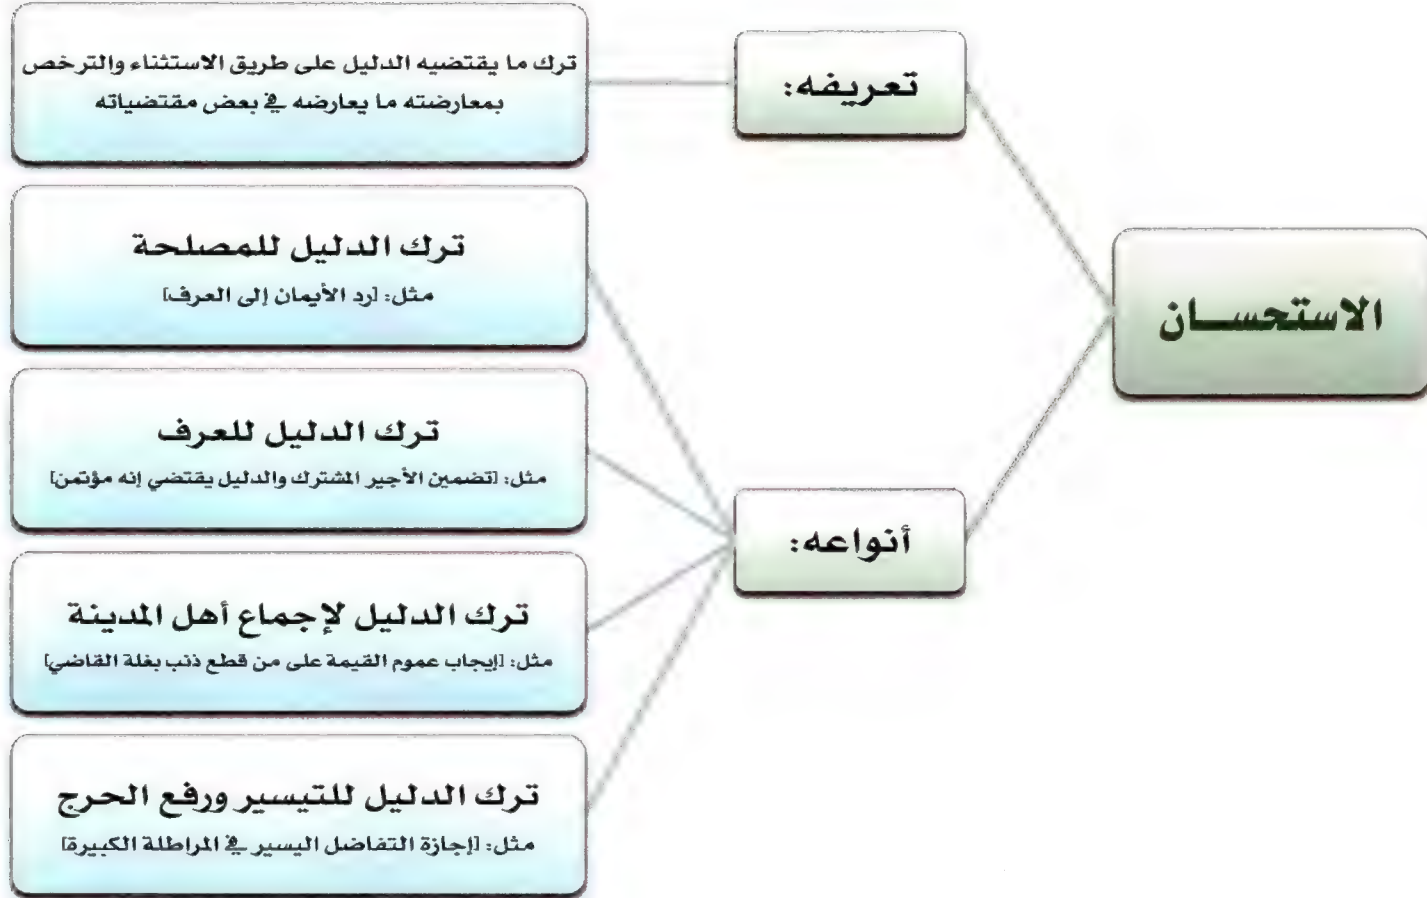 الاستحسان
تعريفه:
ترك ما يقتضيه الدليل على طريق الاستثناء والترخص
بمعارضته ما يعارضه في بعض مقتضياته
أنواعه:
ترك الدليل للمصلحة
مثل: [رد الأيمان إلى العرف]
ترك الدليل للعرف
مثل: [تضمين الأجير المشترك والدليل يقتضي إنه مؤتمن]
ترك الدليل لإجماع أهل المدينة
مثل: [إيجاب عموم القيمة على من قطع ذنب بغلة القاضي]
ترك الدليل للتيسير ورفع الحرج
مثل: [إجازة التفاضل اليسير في المراطلة الكبيرة]